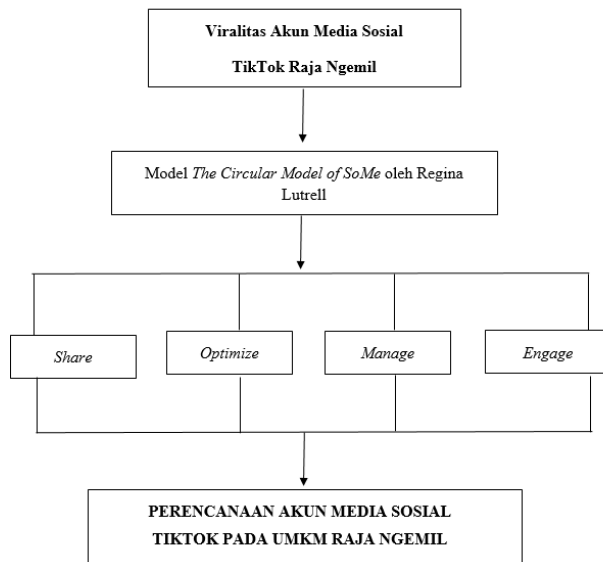 Viralitas Akun Media Sosial
TikTok Raja Ngemil
Model The Circular Model of SoMe oleh Regina
Lutrell
Share
Optimize
Manage
Engage
PERENCANAAN AKUN MEDIA SOSIAL
TIKTOK PADA UMKM RAJA NGEMIL